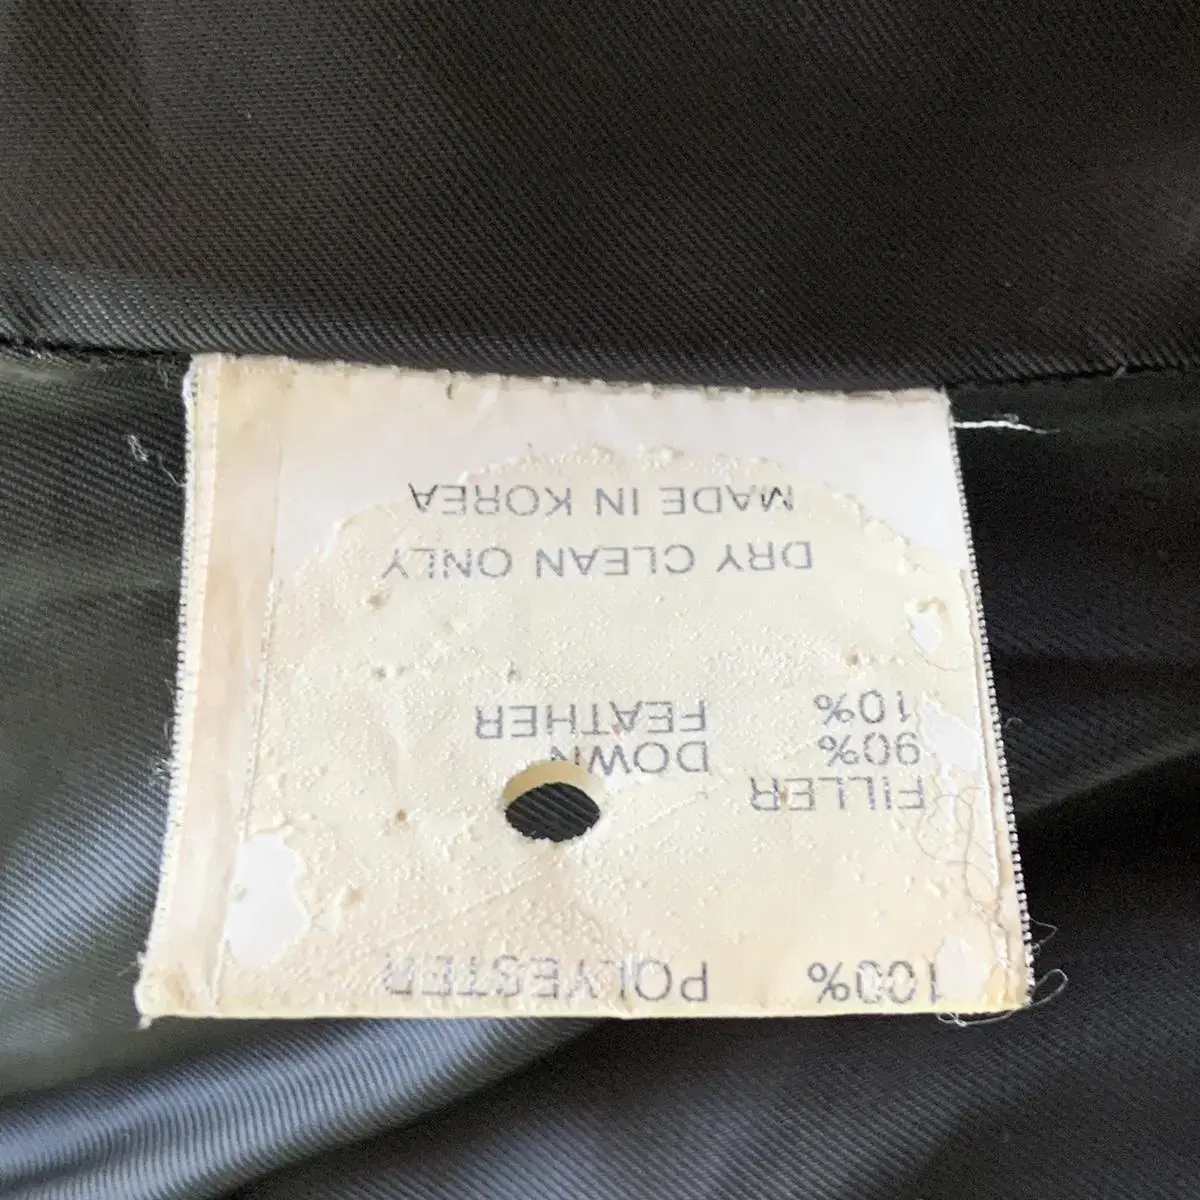 100% POLYESTER
FILLER
90% DOWN
10% FEATHER
DRY CLEAN ONLY
MADE IN KOREA